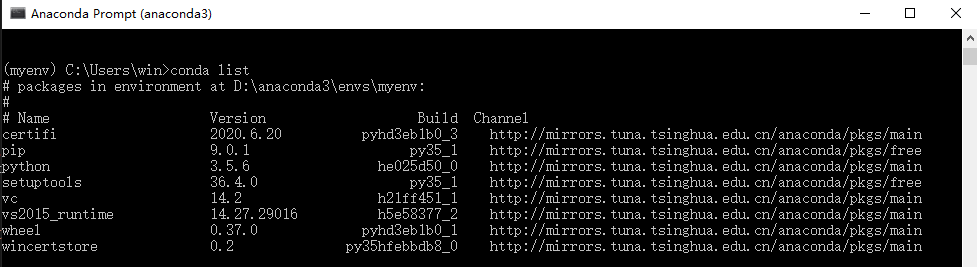 Anaconda Prompt (anaconda3)
(myenv) C:\Users\win>conda list
# packages in environment at D:\anaconda3\envs\myenv:
#
# Name Version Build Channel
certifi 2020.6.20 pyhd3eb1b0_3 http://mirrors.tuna.tsinghua.edu.cn/anaconda/pkgs/main
pip 9.0.1 py35_1 http://mirrors.tuna.tsinghua.edu.cn/anaconda/pkgs/free
python 3.5.6 he025d50_0 http://mirrors.tuna.tsinghua.edu.cn/anaconda/pkgs/main
setuptools 36.4.0 py35_1 http://mirrors.tuna.tsinghua.edu.cn/anaconda/pkgs/free
vc 14.2 h21ff451_1 http://mirrors.tuna.tsinghua.edu.cn/anaconda/pkgs/main
vs2015_runtime 14.27.29016 h5e58377_2 http://mirrors.tuna.tsinghua.edu.cn/anaconda/pkgs/main
wheel 0.37.0 pyhd3eb1b0_1 http://mirrors.tuna.tsinghua.edu.cn/anaconda/pkgs/main
wincertstore 0.2 py35hfebbdb8_0 http://mirrors.tuna.tsinghua.edu.cn/anaconda/pkgs/main